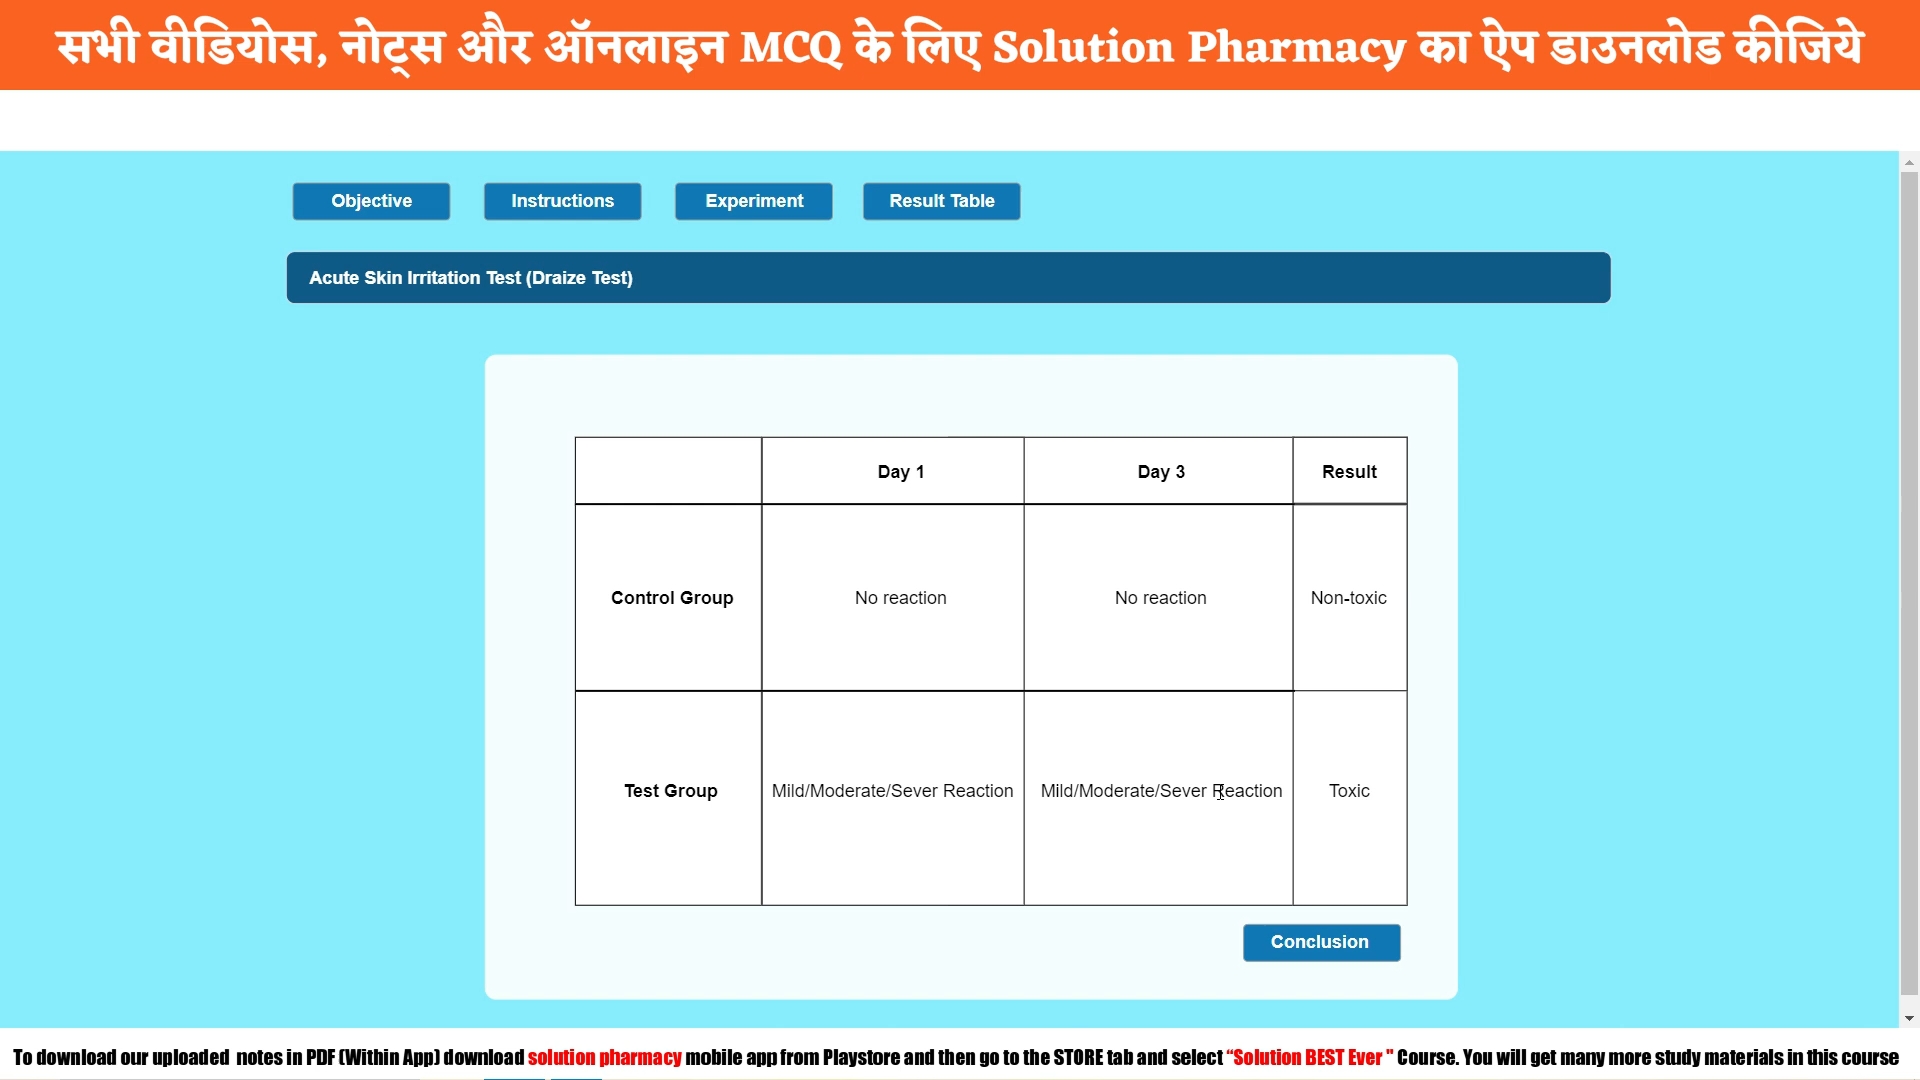 सभी वीडियोस, नोट्स और ऑनलाइन MCQ के लिए Solution Pharmacy का ऐप डाउनलोड कीजिये
Objective Instructions Experiment Result Table
Acute Skin Irritation Test (Draize Test)
Day 1 Day 3 Result
Control Group No reaction No reaction Non-toxic
Test Group Mild/Moderate/Sever Reaction Mild/Moderate/Sever Reaction Toxic
Conclusion
To download our uploaded notes in PDF (Within App) download solution pharmacy mobile app from Playstore and then go to the STORE tab and select “Solution BEST Ever " Course. You will get many more study materials in this course